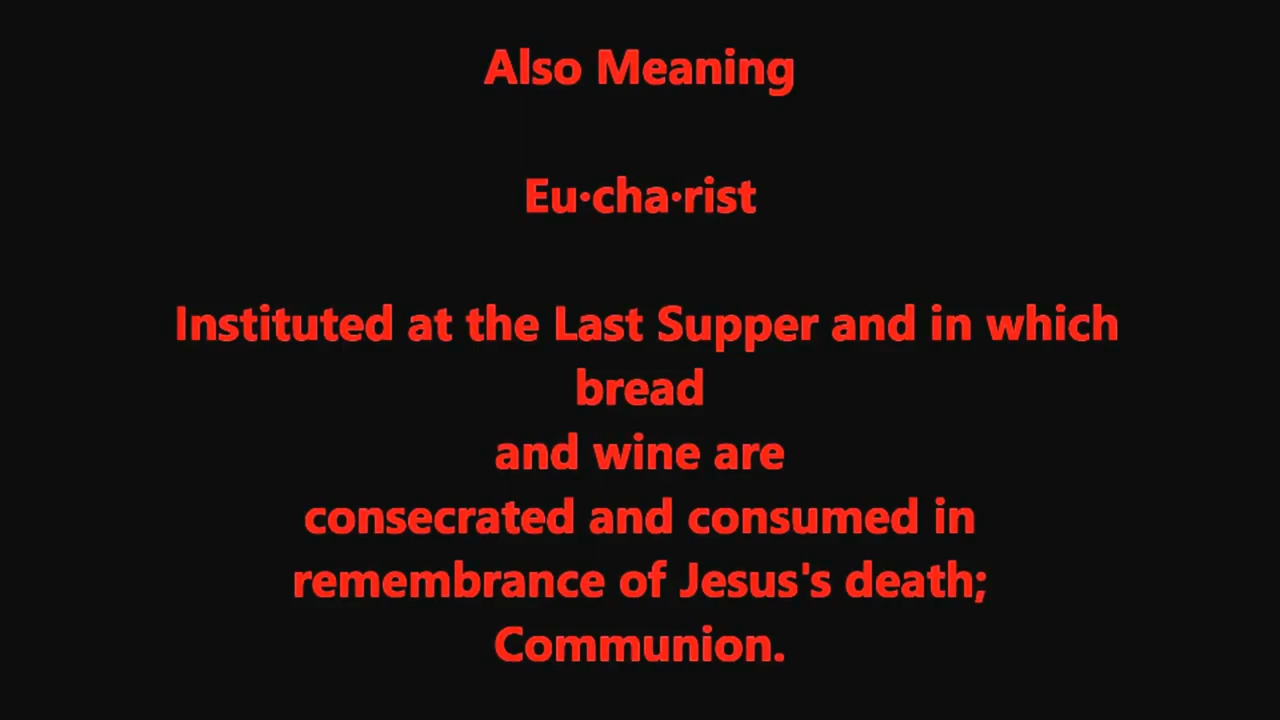 Also Meaning
Eu·cha·rist
Instituted at the Last Supper and in which
bread
and wine are
consecrated and consumed in
remembrance of Jesus's death;
Communion.